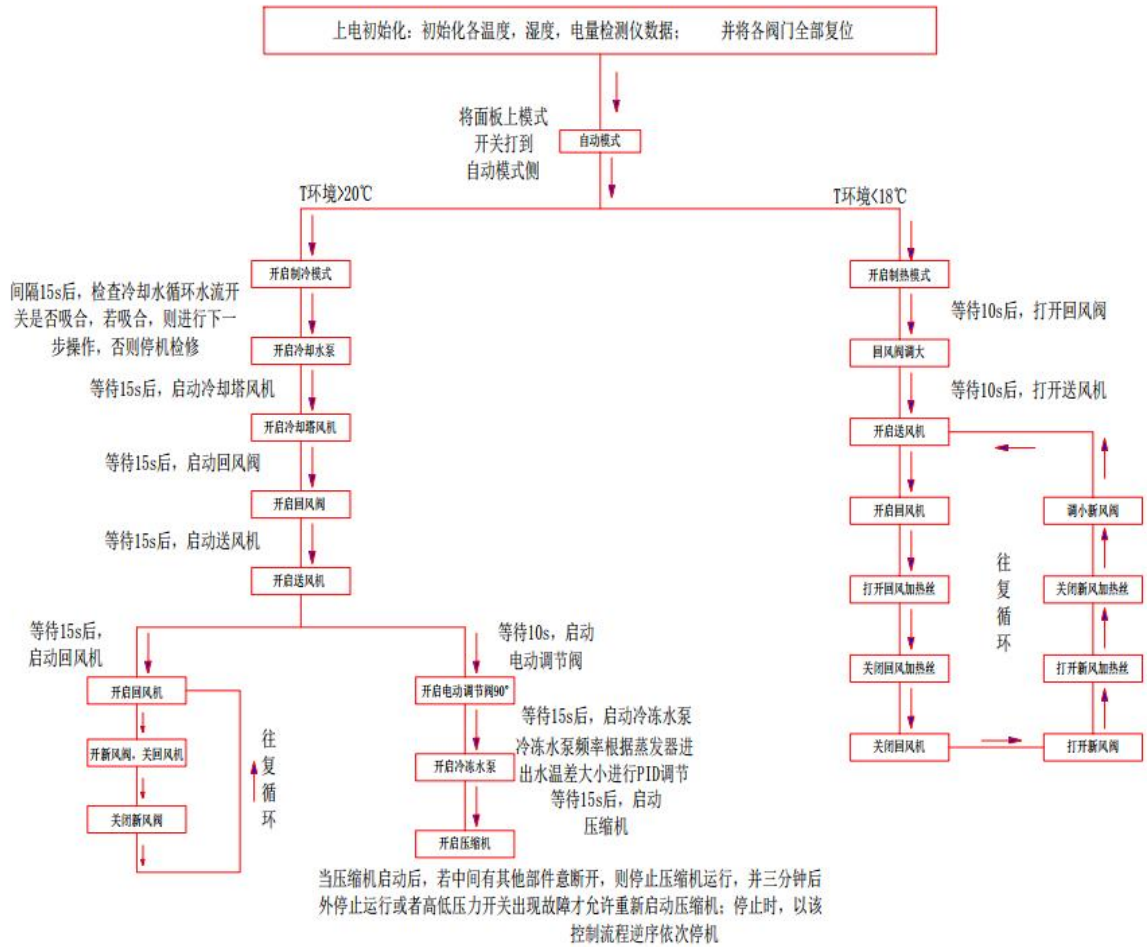 上电初始化：初始化各温度，湿度，电量检测仪数据； 并将各阀门全部复位
将面板上模式
开关打到
自动模式侧
自动模式
T环境>20℃
T环境<18℃
开启制冷模式
间隔15s后，检查冷却水循环水流开
关是否吸合，若吸合，则进行下一
步操作，否则停机检修
开启冷却水泵
等待15s后，启动冷却塔风机
开启冷却塔风机
等待15s后，启动回风阀
开启回风阀
等待15s后，启动送风机
开启送风机
等待15s后，
启动回风机
开启回风机
开新风阀，关回风机
关闭新风阀
往复循环
等待10s，启动
电动调节阀
开启电动调节阀90°
等待15s后，启动冷冻水泵
冷冻水泵频率根据蒸发器进
出水温差大小进行PID调节
开启冷冻水泵
等待15s后，启动
压缩机
开启压缩机
当压缩机启动后，若中间有其他部件意断开，则停止压缩机运行，并三分钟后
外停止运行或者高低压力开关出现故障才允许重新启动压缩机；停止时，以该
控制流程逆序依次停机
开启制热模式
等待10s后，打开回风阀
回风阀调大
等待10s后，打开送风机
开启送风机
开启回风机
打开回风加热丝
关闭回风加热丝
关闭回风机
打开新风阀
打开新风加热丝
关闭新风加热丝
调小新风阀
往复循环